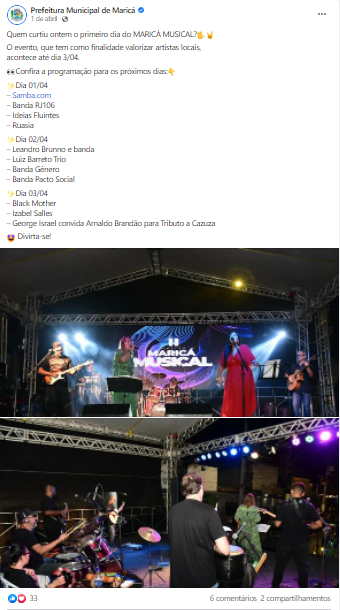 Prefeitura Municipal de Maricá
1 de abril
Quem curtiu ontem o primeiro dia do MARICÁ MUSICAL?✋🤘
O evento, que tem como finalidade valorizar artistas locais,
acontece até dia 3/04.
👀Confira a programação para os próximos dias:👇
✨Dia 01/04
– Samba.com
– Banda RJ106
– Ideias Fluintes
– Ruasia
✨Dia 02/04
– Leandro Brunno e banda
– Luiz Barreto Trio
– Banda Gênero
– Banda Pacto Social
✨Dia 03/04
– Black Mother
– Izabel Salles
– George Israel convida Arnaldo Brandão para Tributo a Cazuza
🤩 Divirta-se!
MARICÁ
MUSICAL
33
6 comentários 2 compartilhamentos